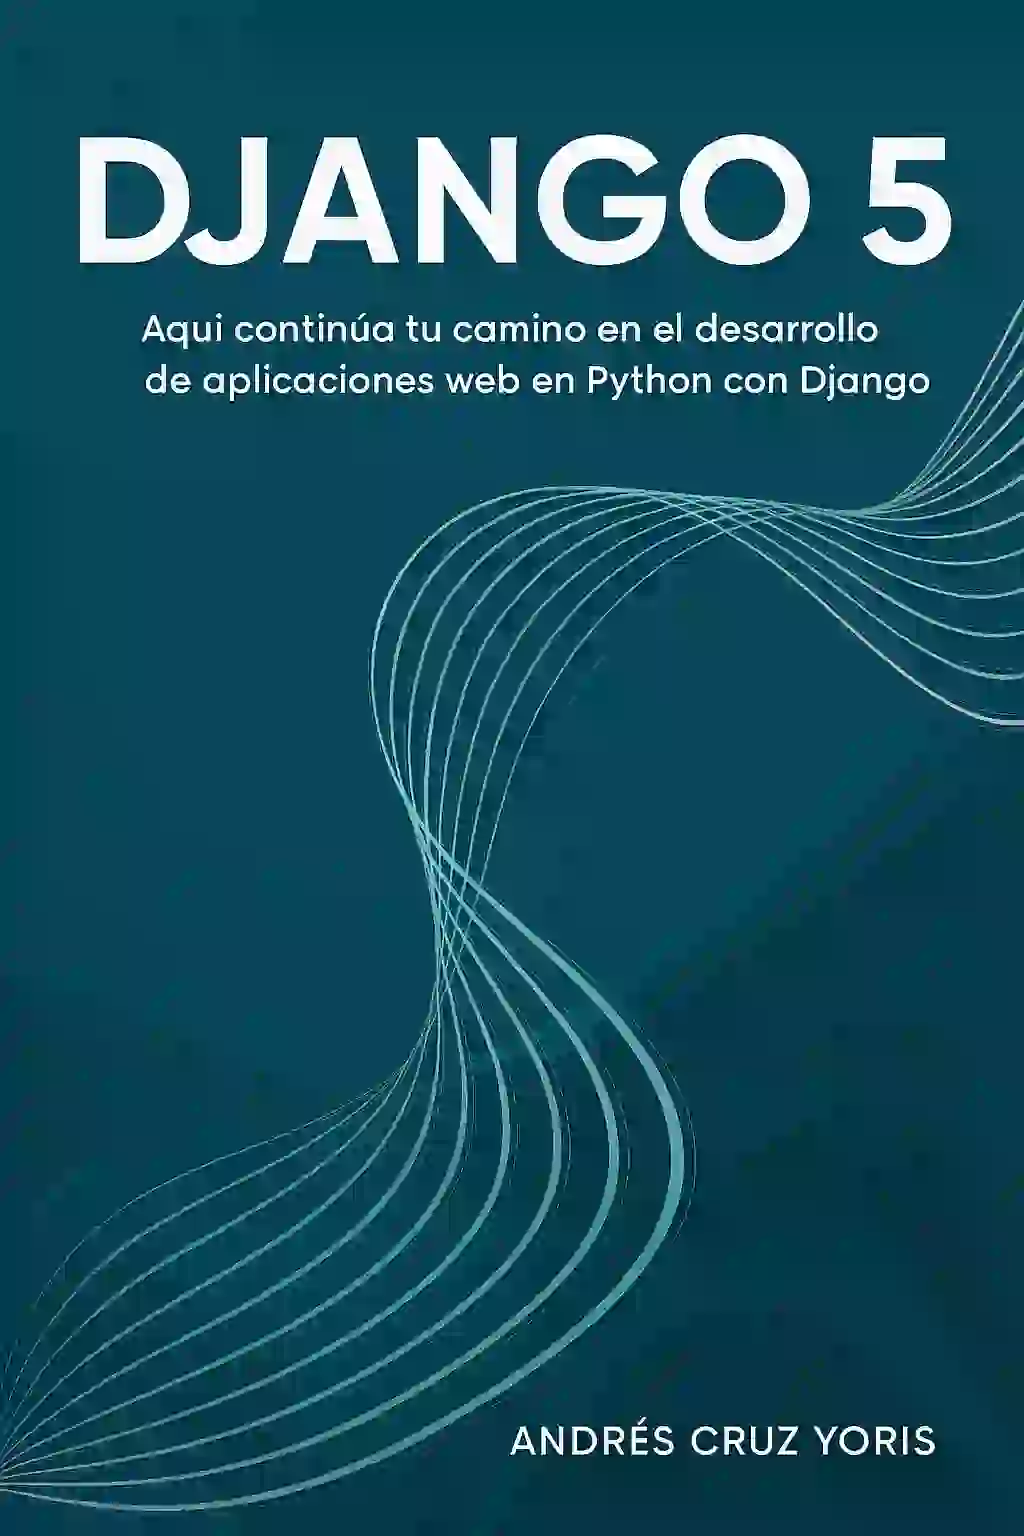 DJANGO 5
Aqui continúa tu camino en el desarrollo
de aplicaciones web en Python con Django
ANDRÉS CRUZ YORIS